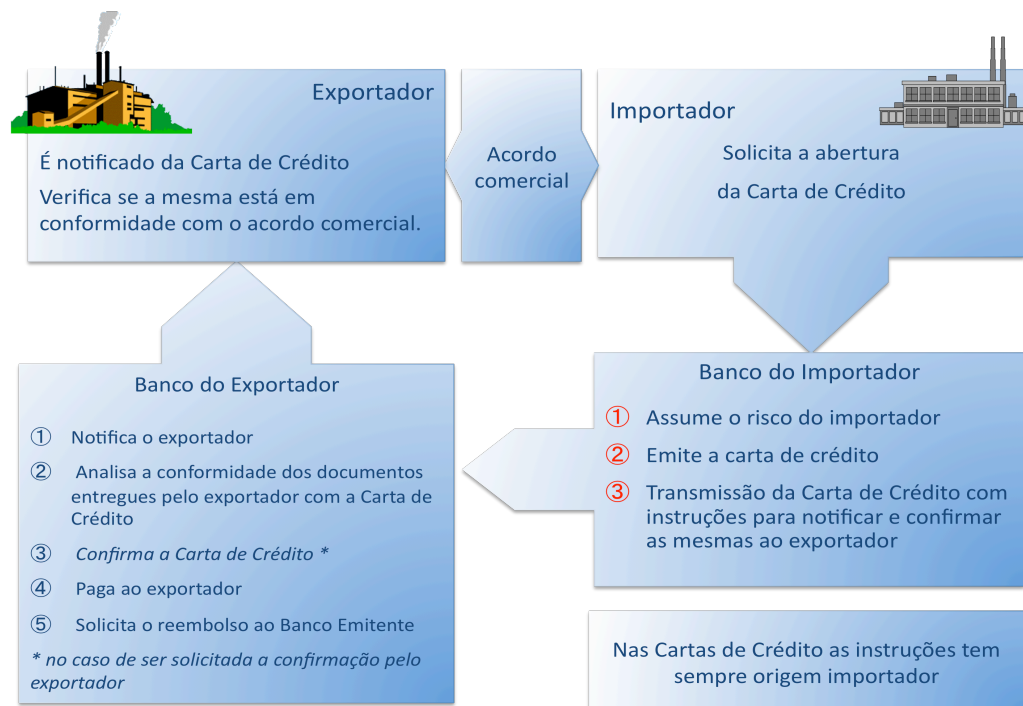 Exportador
É notificado da Carta de Crédito
Verifica se a mesma está em
conformidade com o acordo comercial.
Acordo
comercial
Importador
Solicita a abertura
da Carta de Crédito
Banco do Importador
① Assume o risco do importador
② Emite a carta de crédito
③ Transmissão da Carta de Crédito com
instruções para notificar e confirmar
as mesmas ao exportador
Banco do Exportador
① Notifica o exportador
② Analisa a conformidade dos documentos
entregues pelo exportador com a Carta de
Crédito
③ Confirma a Carta de Crédito *
④ Paga ao exportador
⑤ Solicita o reembolso ao Banco Emitente
* no caso de ser solicitada a confirmação pelo
exportador
Nas Cartas de Crédito as instruções tem
sempre origem importador